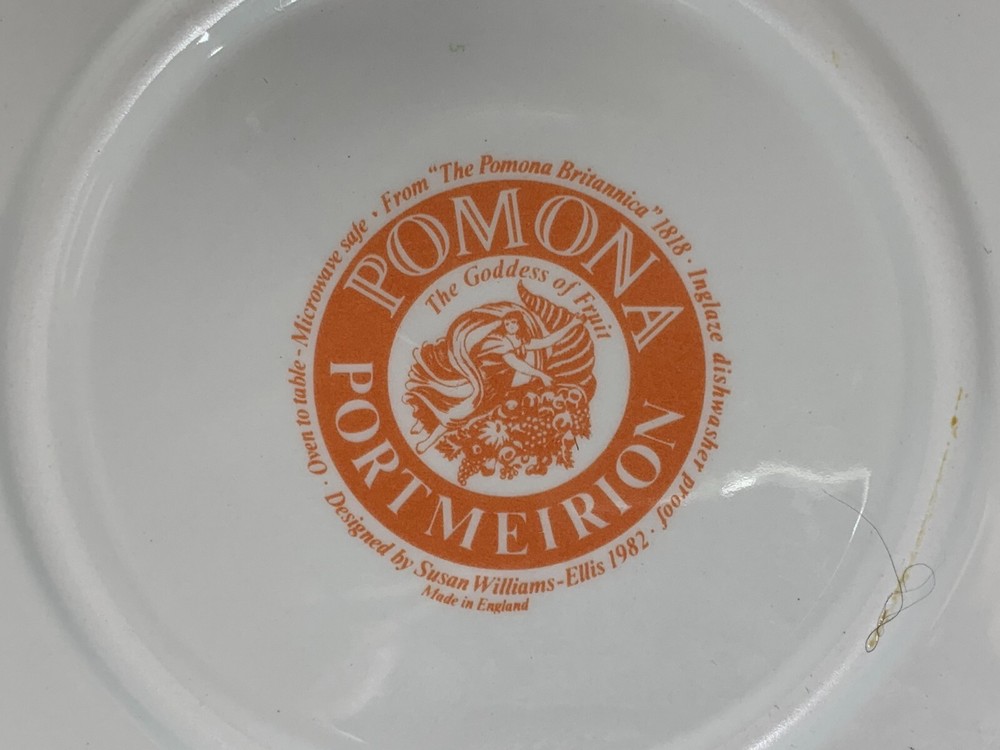 From "The Pomona Britannica" 1818 · Inglaze dishwasher proof ·
Designed by Susan Williams-Ellis 1982 ·
Oven to table - Microwave safe ·
POMONA
The Goddess of Fruit
PORTMEIRION
Made in England